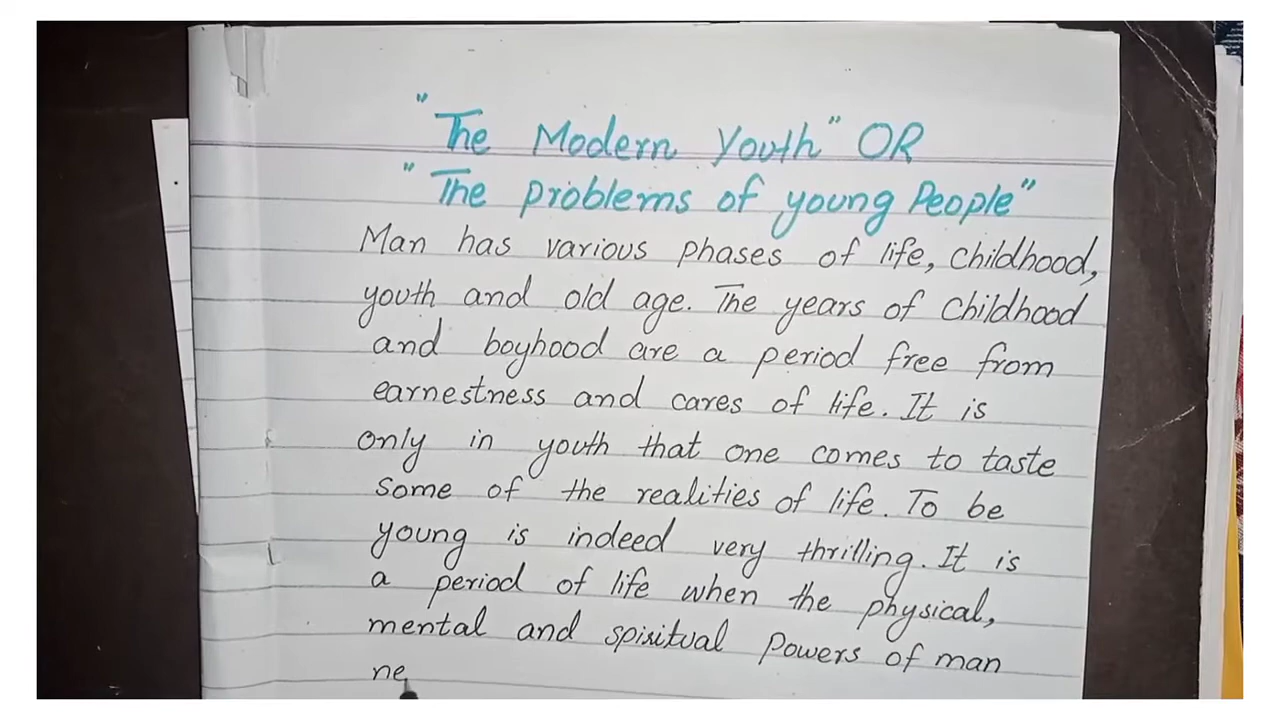 "The Modern Youth" OR
"The problems of young People"
Man has various phases of life, childhood,
youth and old age. The years of childhood
and boyhood are a period free from
earnestness and cares of life. It is
only in youth that one comes to taste
some of the realities of life. To be
young is indeed very thrilling. It is
a period of life when the physical,
mental and spisitual powers of man
ne